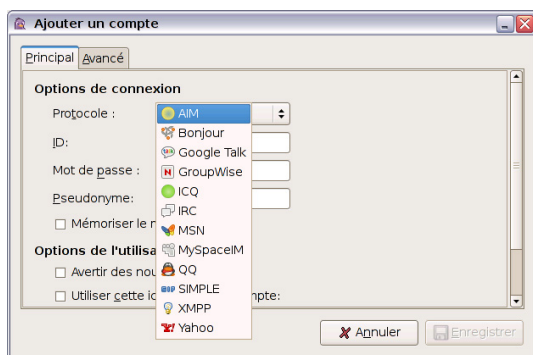 Ajouter un compte
Principal Avancé
Options de connexion
Protocole : AIM
Bonjour
ID:
Google Talk
Mot de passe : GroupWise
ICQ
Pseudonyme:
IRC
Mémoriser le
MSN
Options de l'utilisa
MySpaceIM
Avertir des nou QQ
SIMPLE
Utiliser cette ic mpte:
XMPP
Yahoo
Annuler Enregistrer